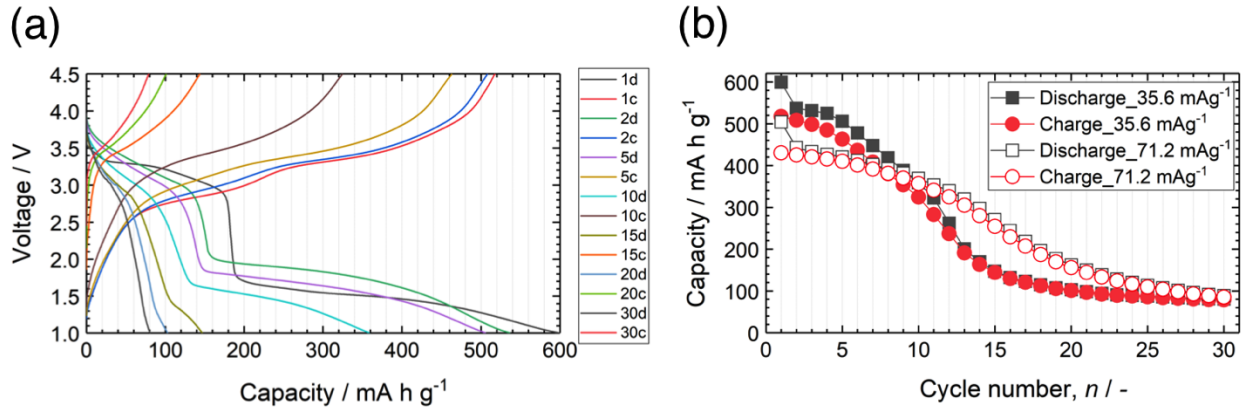 (a)
4.5
4.0
3.5
3.0
2.5
2.0
1.5
1.0
Voltage / V
0 100 200 300 400 500 600
Capacity / mA h g⁻¹
1d
1c
2d
2c
5d
5c
10d
10c
15d
15c
20d
20c
30d
30c
(b)
600
500
400
300
200
100
0
Capacity / mA h g⁻¹
0 5 10 15 20 25 30
Cycle number, n / -
Discharge_35.6 mAg⁻¹
Charge_35.6 mAg⁻¹
Discharge_71.2 mAg⁻¹
Charge_71.2 mAg⁻¹